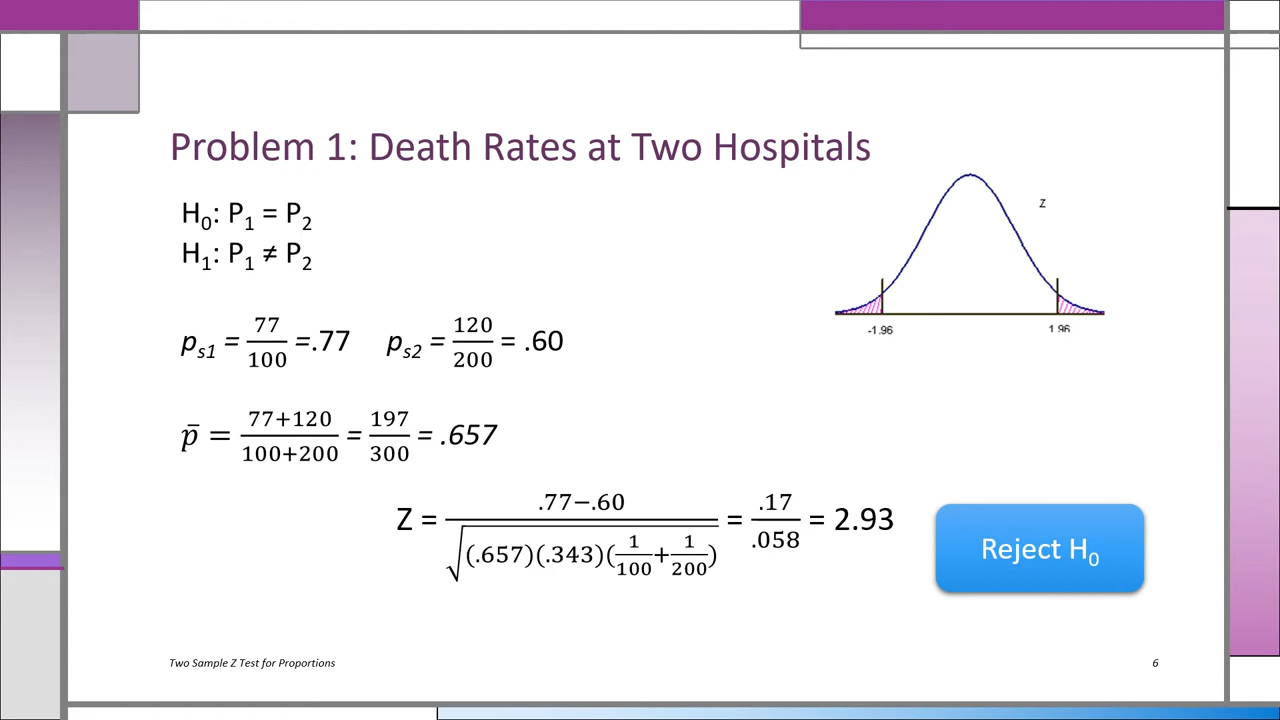 Problem 1: Death Rates at Two Hospitals
H₀: P₁ = P₂
H₁: P₁ ≠ P₂
z
-1.96 1.96
pₛ₁ = 77/100 =.77 pₛ₂ = 120/200 = .60
p̄ = 77+120/100+200 = 197/300 = .657
Z = .77−.60/√(.657)(.343)(1/100+1/200) = .17/.058 = 2.93
Reject H₀
Two Sample Z Test for Proportions
6